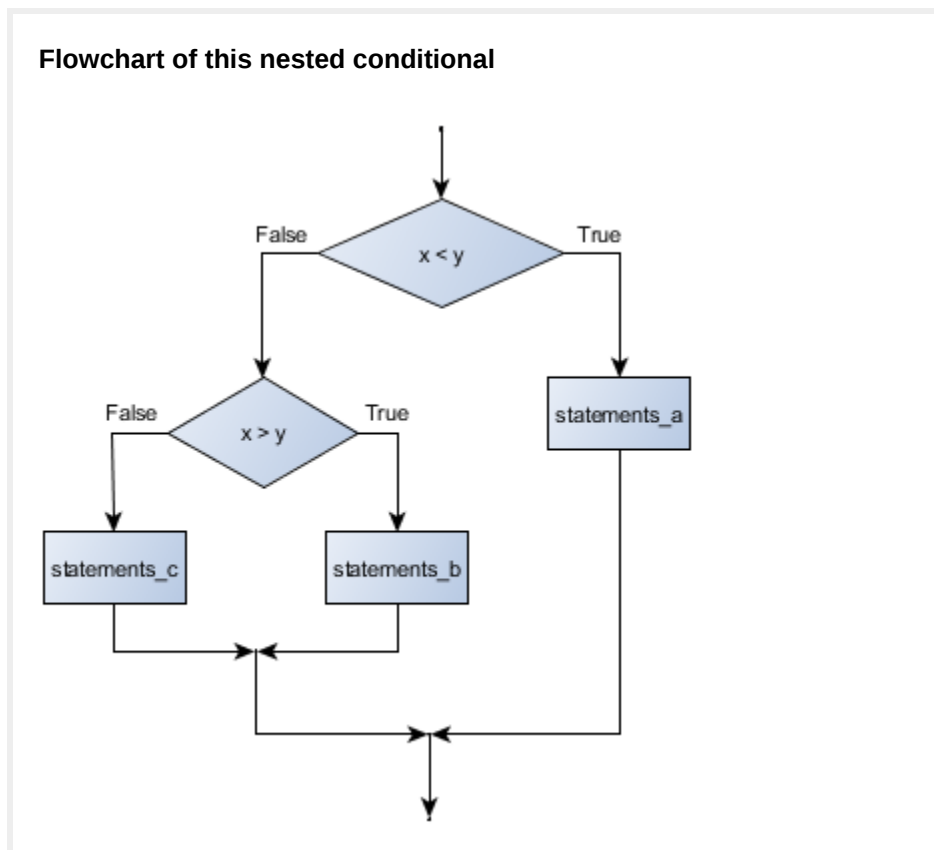 Flowchart of this nested conditional
False
x < y
True
False
x > y
True
statements_a
statements_c
statements_b